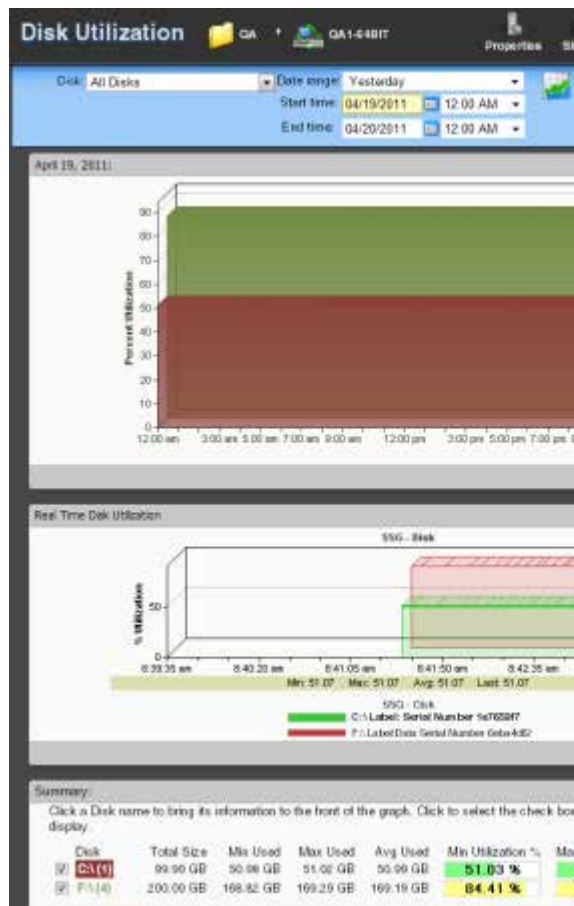 Disk Utilization QA QA1-64BIT
Properties
Disk: All Disks Date range: Yesterday
Start time: 04/19/2011 12:00 AM
End time: 04/20/2011 12:00 AM
April 19, 2011:
Percent Utilization
90
80
70
60
50
40
30
20
10
0
12:00 am 3:00 am 5:00 am 7:00 am 9:00 am 12:00 pm 3:00 pm 5:00 pm 7:00 pm
Real Time Disk Utilization
SSG - Disk
% Utilization
50
0
8:39:35 am 8:40:20 am 8:41:05 am 8:41:50 am 8:42:35 am
Min: 51.07 Max: 51.07 Avg: 51.07 Last: 51.07
SSG - Disk
C:\ Label: Serial Number
F:\ Label:Data Serial Number
Summary:
Click a Disk name to bring its information to the front of the graph. Click to select the check
display.
Disk Total Size Min Used Max Used Avg Used Min Utilization %
C:\ (1) 99.90 GB 50.98 GB 51.02 GB 50.99 GB 51.03 %
F:\ (4) 200.00 GB 168.82 GB 169.29 GB 169.19 GB 84.41 %